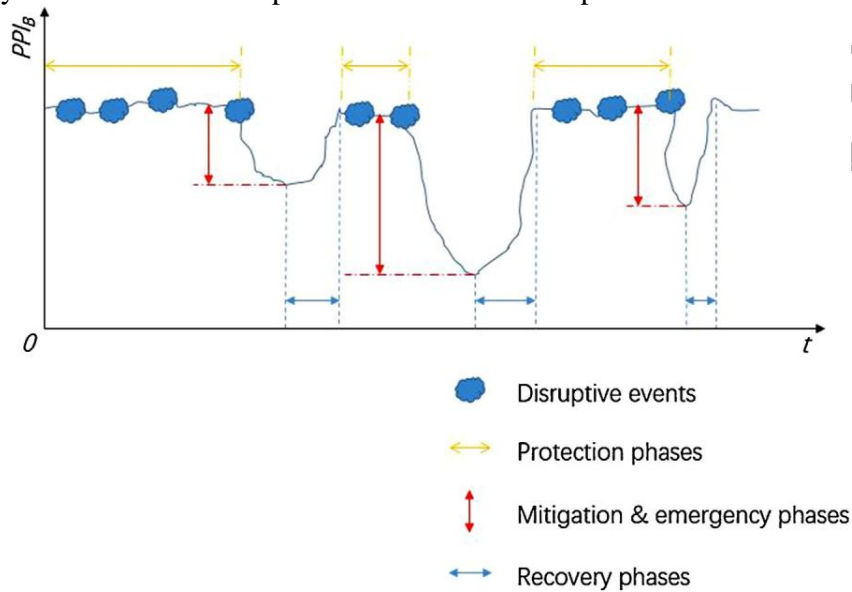 PPI_B
0
t
Disruptive events
Protection phases
Mitigation & emergency phases
Recovery phases